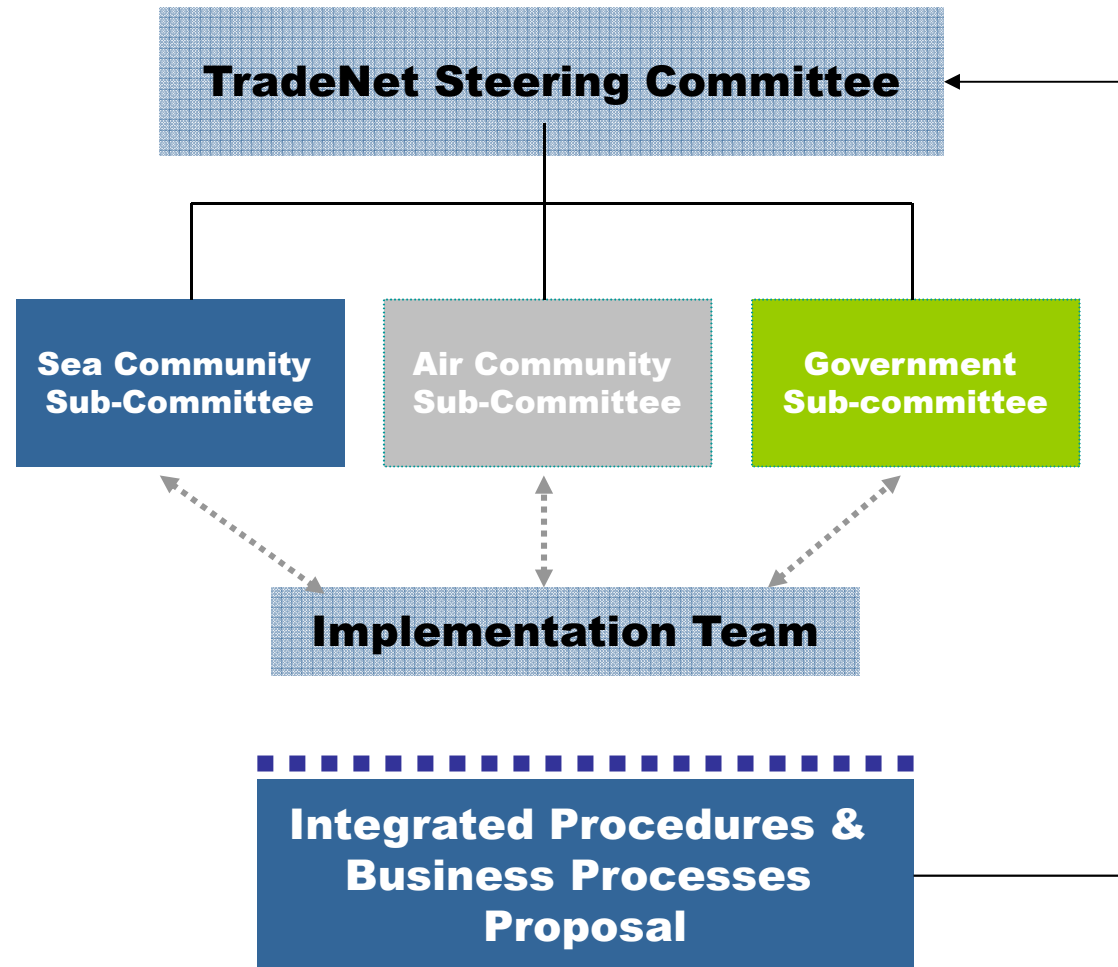 TradeNet Steering Committee
Sea Community
Sub-Committee
Air Community
Sub-Committee
Government
Sub-committee
Implementation Team
Integrated Procedures &
Business Processes
Proposal